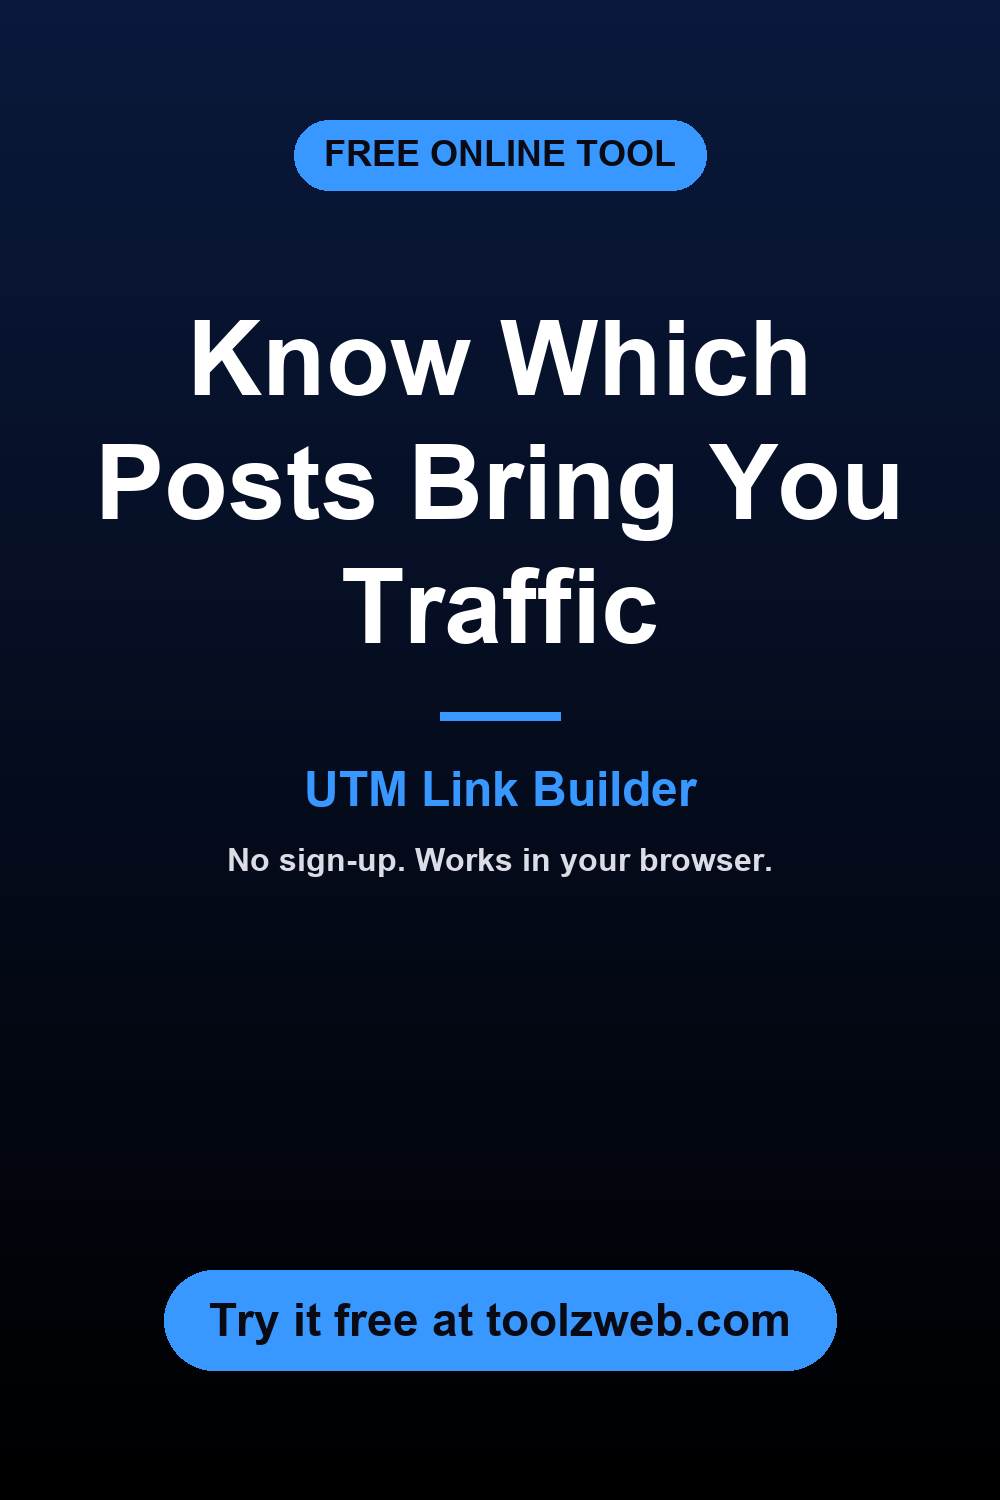 FREE ONLINE TOOL
Know Which
Posts Bring You
Traffic
UTM Link Builder
No sign-up. Works in your browser.
Try it free at toolzweb.com